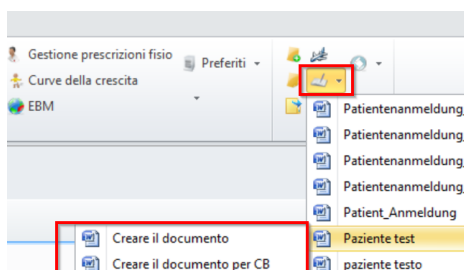 Gestione prescrizioni fisio
Preferiti
Curve della crescita
EBM
Patientenanmeldung_
Patientenanmeldung_
Patientenanmeldung_
Patientenanmeldung_
Patient_Anmeldung
Paziente test
paziente testo
Creare il documento
Creare il documento per CB